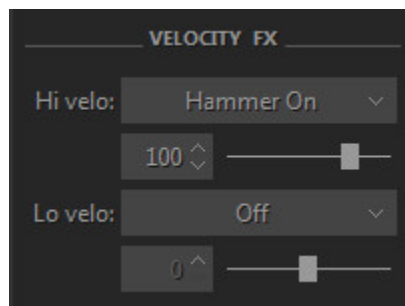 VELOCITY FX
Hi velo: Hammer On
100
Lo velo: Off
0